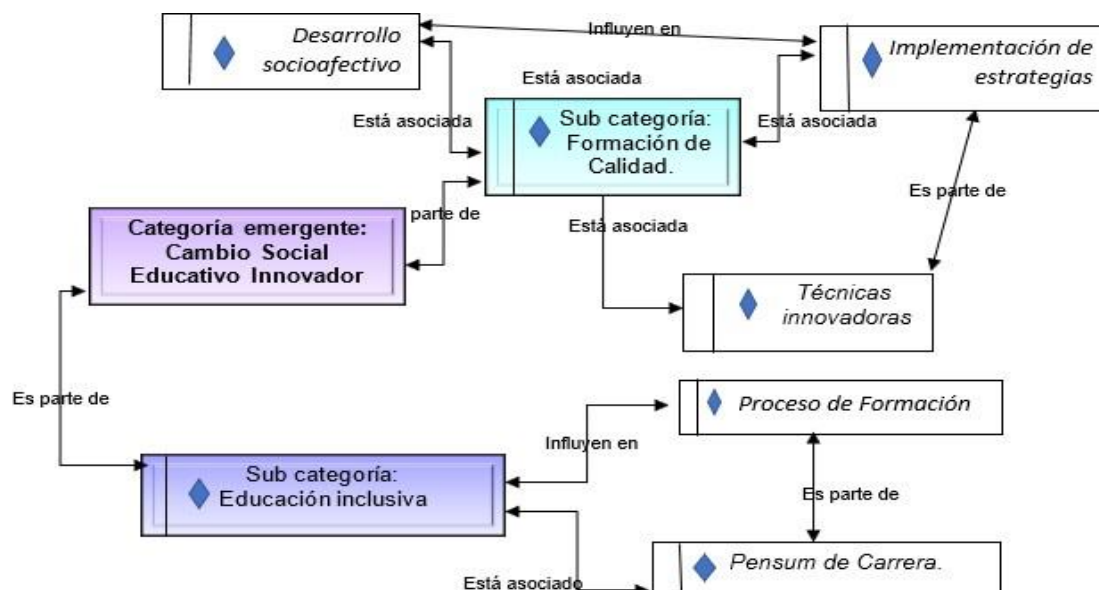 Desarrollo
socioafectivo
Influyen en
Implementación de
estrategias
Está asociada
Está asociada
Sub categoría:
Formación de
Calidad.
Está asociada
Es parte de
parte de
Está asociada
Categoría emergente:
Cambio Social
Educativo Innovador
Técnicas
innovadoras
Es parte de
Proceso de Formación
Influyen en
Sub categoría:
Educación inclusiva
Es parte de
Pensum de Carrera.
Está asociado